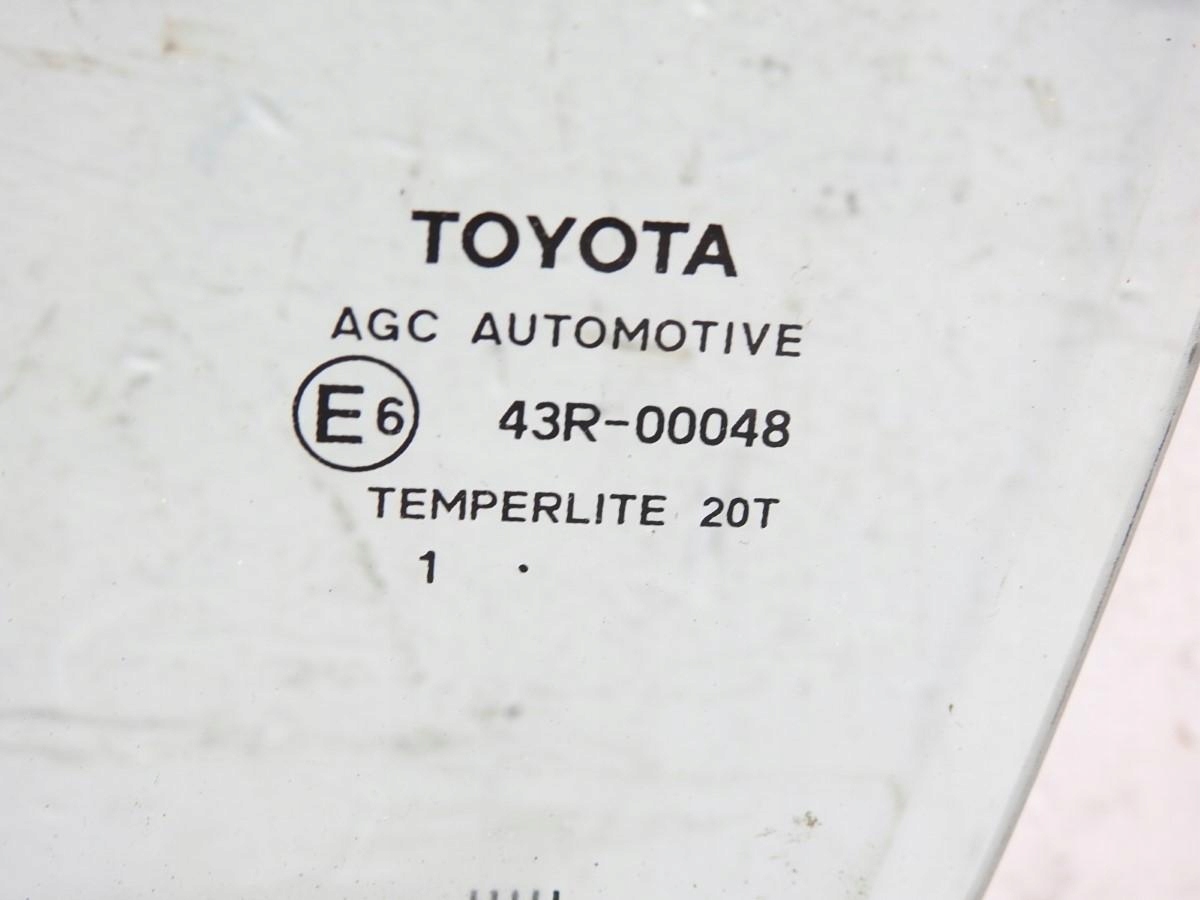 TOYOTA
AGC AUTOMOTIVE
E6 43R-00048
TEMPERLITE 20T
1 .